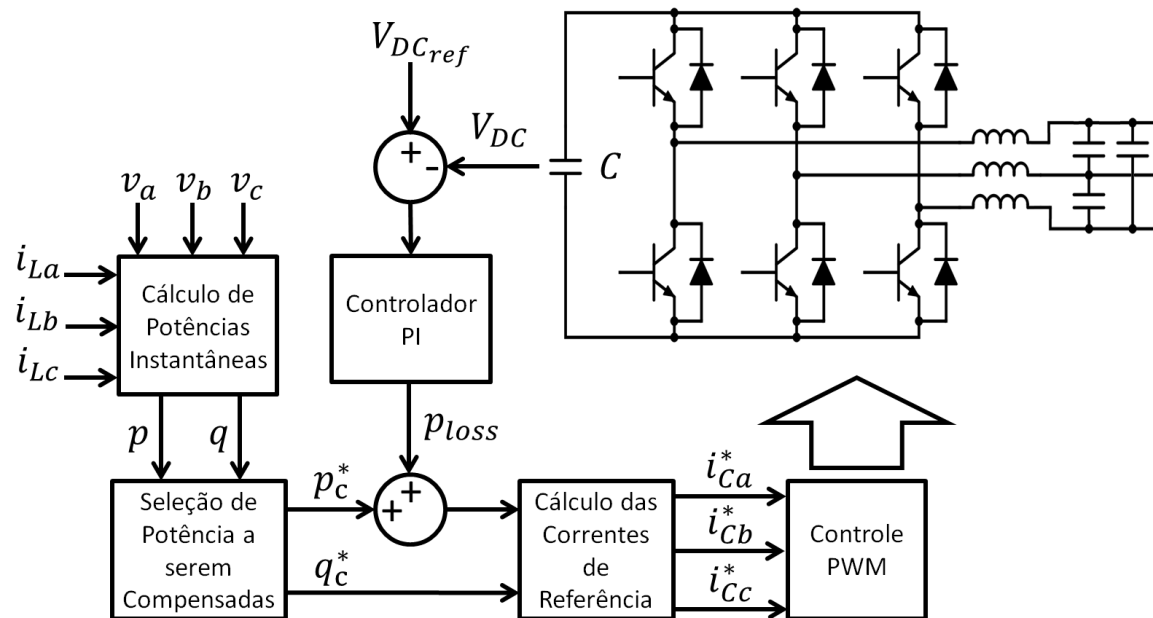 V_{DC_{ref}}
+
-
V_{DC}
C
v_a v_b v_c
i_{La}
i_{Lb}
i_{Lc}
Cálculo de
Potências
Instantâneas
Controlador
PI
p q
p_{loss}
Seleção de
Potência a
serem
Compensadas
p_c^*
q_c^*
+
+
Cálculo das
Correntes
de
Referência
i_{Ca}^*
i_{Cb}^*
i_{Cc}^*
Controle
PWM